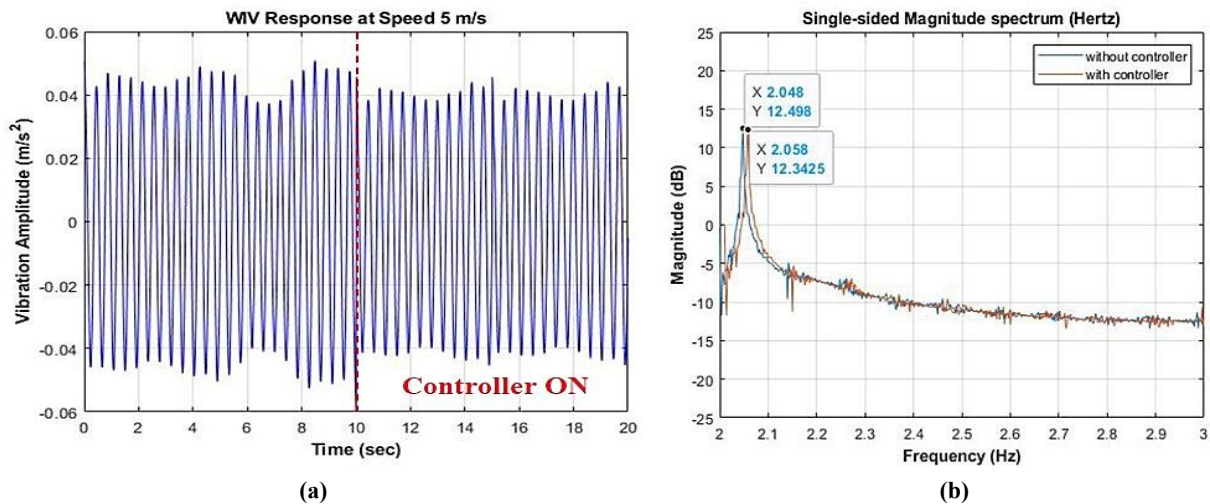 WIV Response at Speed 5 m/s
0.06
0.04
0.02
0
-0.02
-0.04
-0.06
Vibration Amplitude (m/s²)
Controller ON
0 2 4 6 8 10 12 14 16 18 20
Time (sec)
(a)
Single-sided Magnitude spectrum (Hertz)
25
20
15
10
5
0
-5
-10
-15
-20
-25
Magnitude (dB)
without controller
with controller
X 2.048
Y 12.498
X 2.058
Y 12.3425
2 2.1 2.2 2.3 2.4 2.5 2.6 2.7 2.8 2.9 3
Frequency (Hz)
(b)